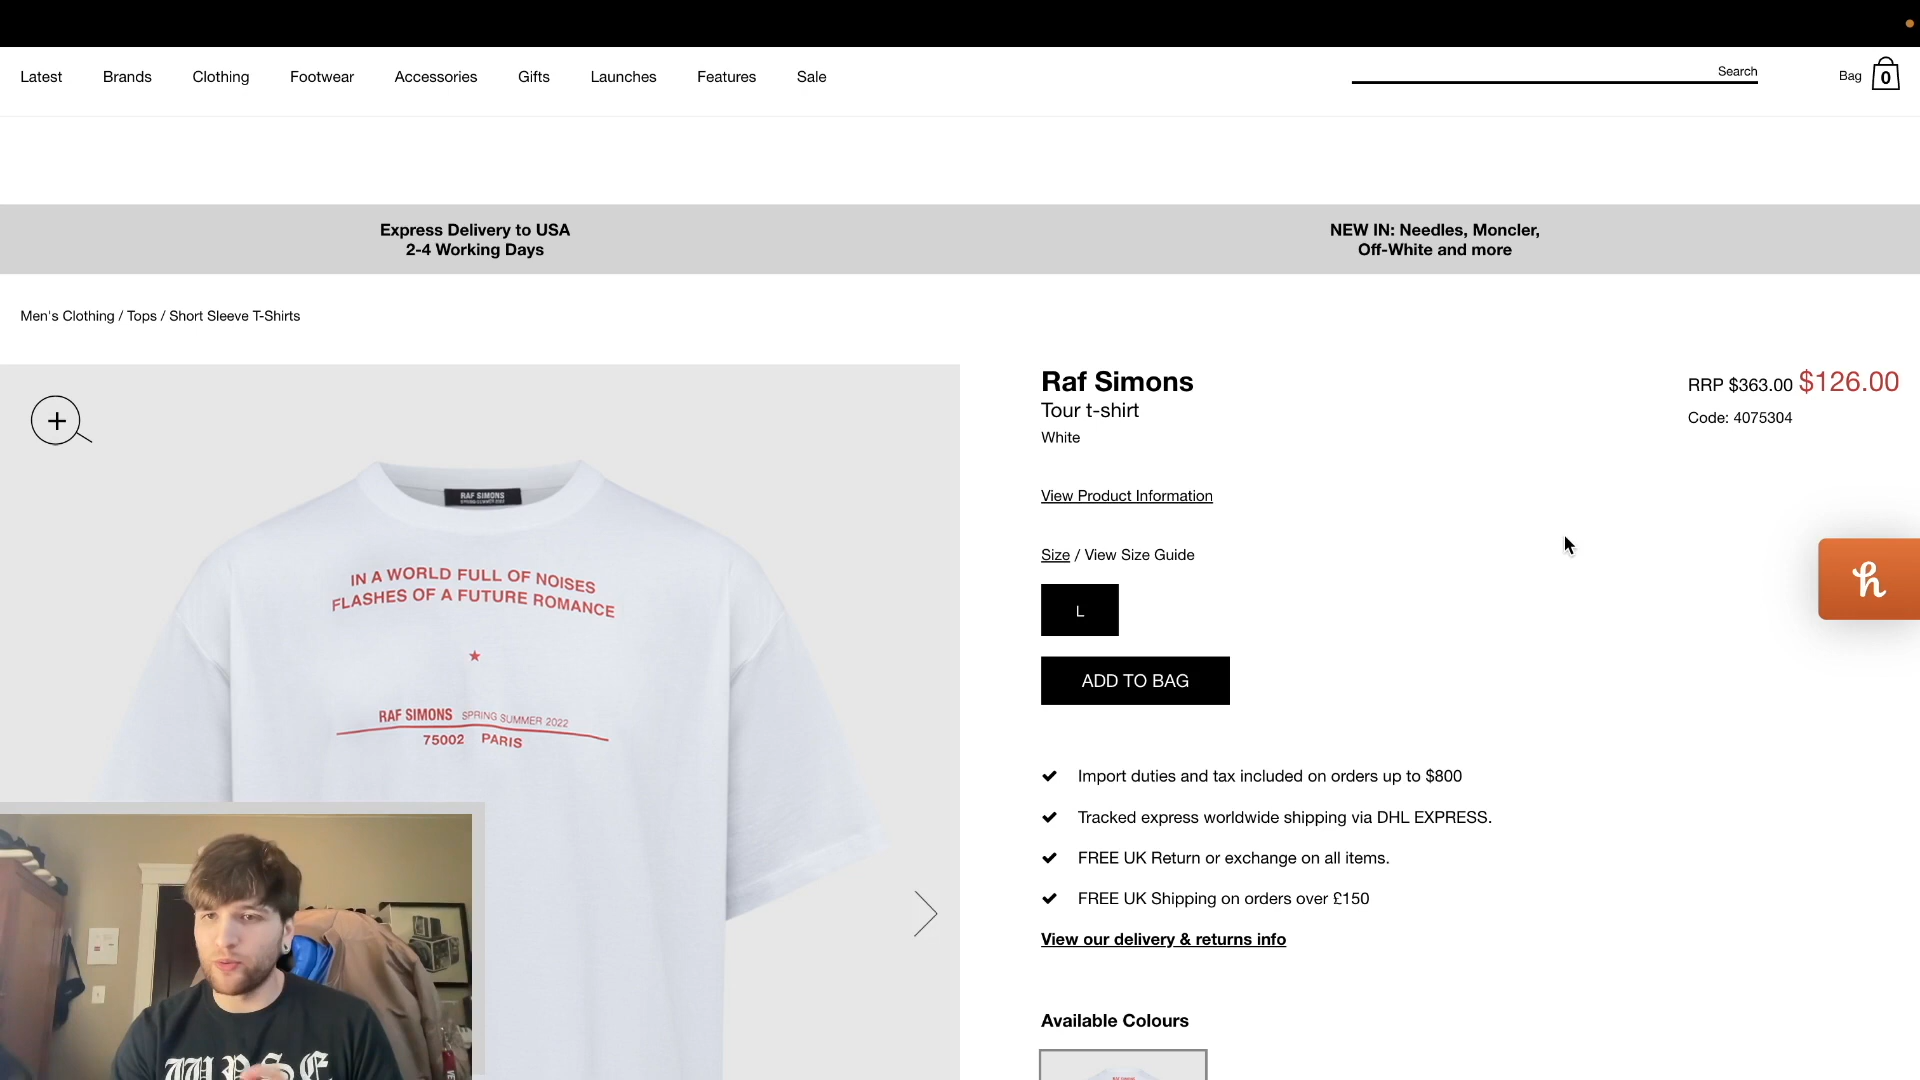 Latest Brands Clothing Footwear Accessories Gifts Launches Features Sale
Search
Bag 0
Express Delivery to USA
2-4 Working Days
NEW IN: Needles, Moncler,
Off-White and more
Men's Clothing / Tops / Short Sleeve T-Shirts
RAF SIMONS
IN A WORLD FULL OF NOISES
FLASHES OF A FUTURE ROMANCE
RAF SIMONS SPRING SUMMER 2022
75002 PARIS
Raf Simons
RRP $363.00 $126.00
Tour t-shirt
Code: 4075304
White
View Product Information
Size / View Size Guide
L
ADD TO BAG
h
Import duties and tax included on orders up to $800
Tracked express worldwide shipping via DHL EXPRESS.
FREE UK Return or exchange on all items.
FREE UK Shipping on orders over £150
View our delivery & returns info
Available Colours